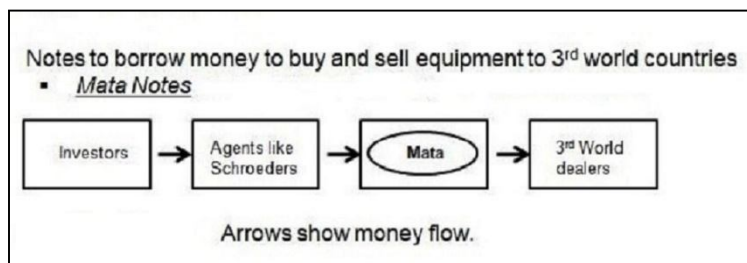 Notes to borrow money to buy and sell equipment to 3rd world countries
▪ Mata Notes
Investors
Agents like
Schroeders
Mata
3rd World
dealers
Arrows show money flow.